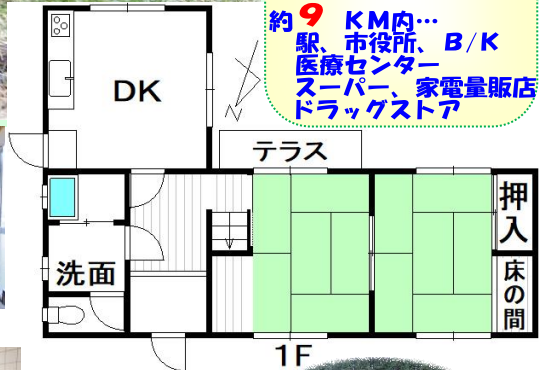 約9 KM内…
駅、市役所、B/K
医療センター
スーパー、家電量販店
ドラッグストア
DK
テラス
押入
洗面
床の間
1F